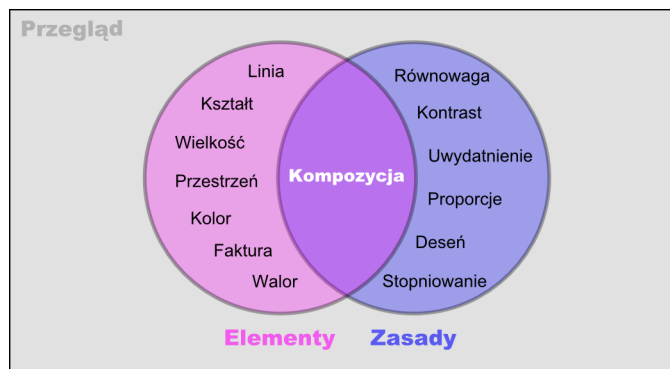 Przegląd
Linia
Kształt
Wielkość
Przestrzeń
Kolor
Faktura
Walor
Kompozycja
Równowaga
Kontrast
Uwydatnienie
Proporcje
Deseń
Stopniowanie
Elementy
Zasady